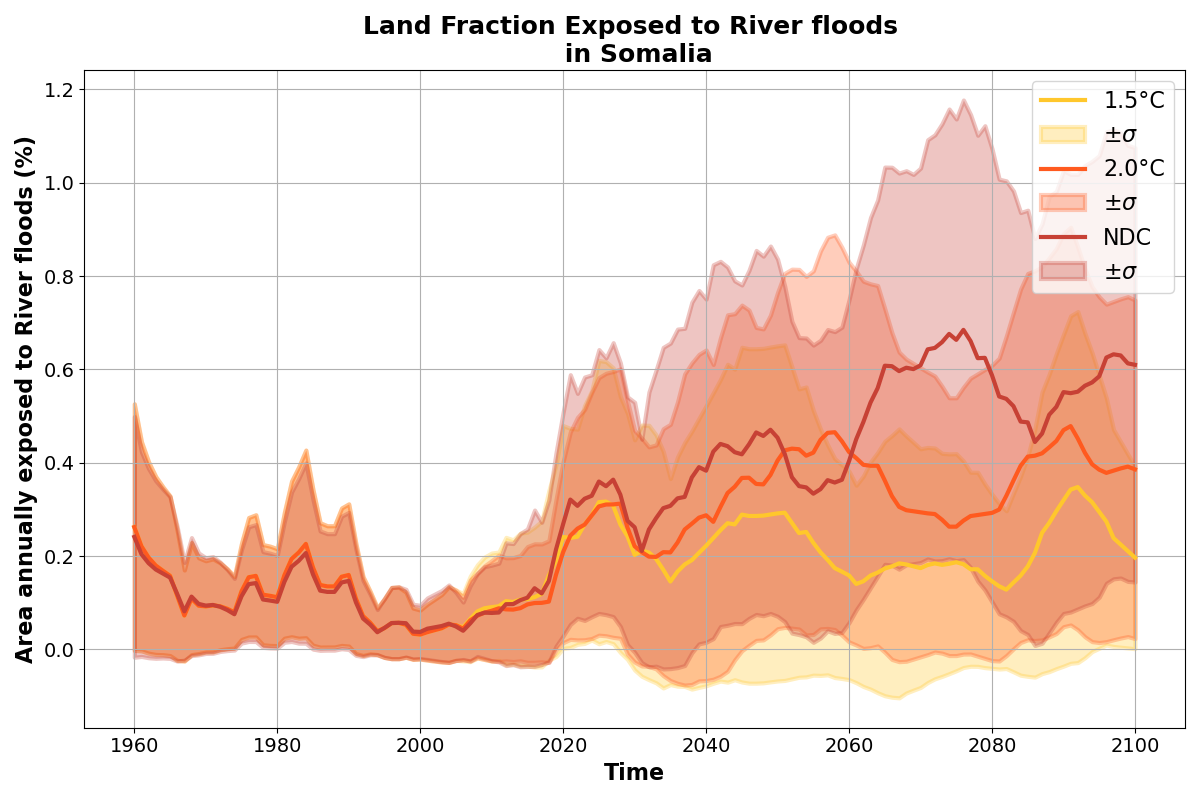 Land Fraction Exposed to River floods
in Somalia
Area annually exposed to River floods (%)
1.2
1.0
0.8
0.6
0.4
0.2
0.0
1.5°C
±σ
2.0°C
±σ
NDC
±σ
1960 1980 2000 2020 2040 2060 2080 2100
Time